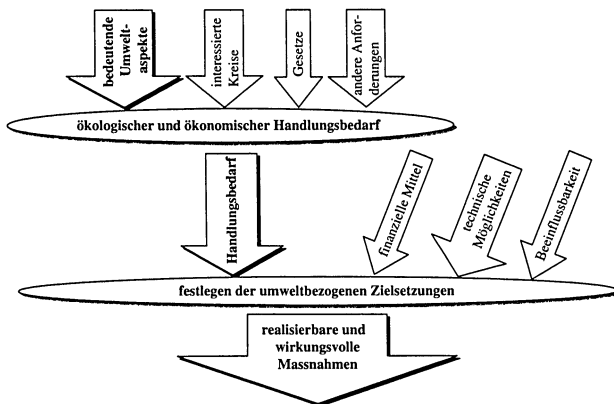 bedeutende
Umwelt-
aspekte
interessierte
Kreise
Gesetze
andere Anfor-
derungen
ökologischer und ökonomischer Handlungsbedarf
Handlungsbedarf
finanzielle Mittel
technische
Möglichkeiten
Beeinflussbarkeit
festlegen der umweltbezogenen Zielsetzungen
realisierbare und
wirkungsvolle
Massnahmen